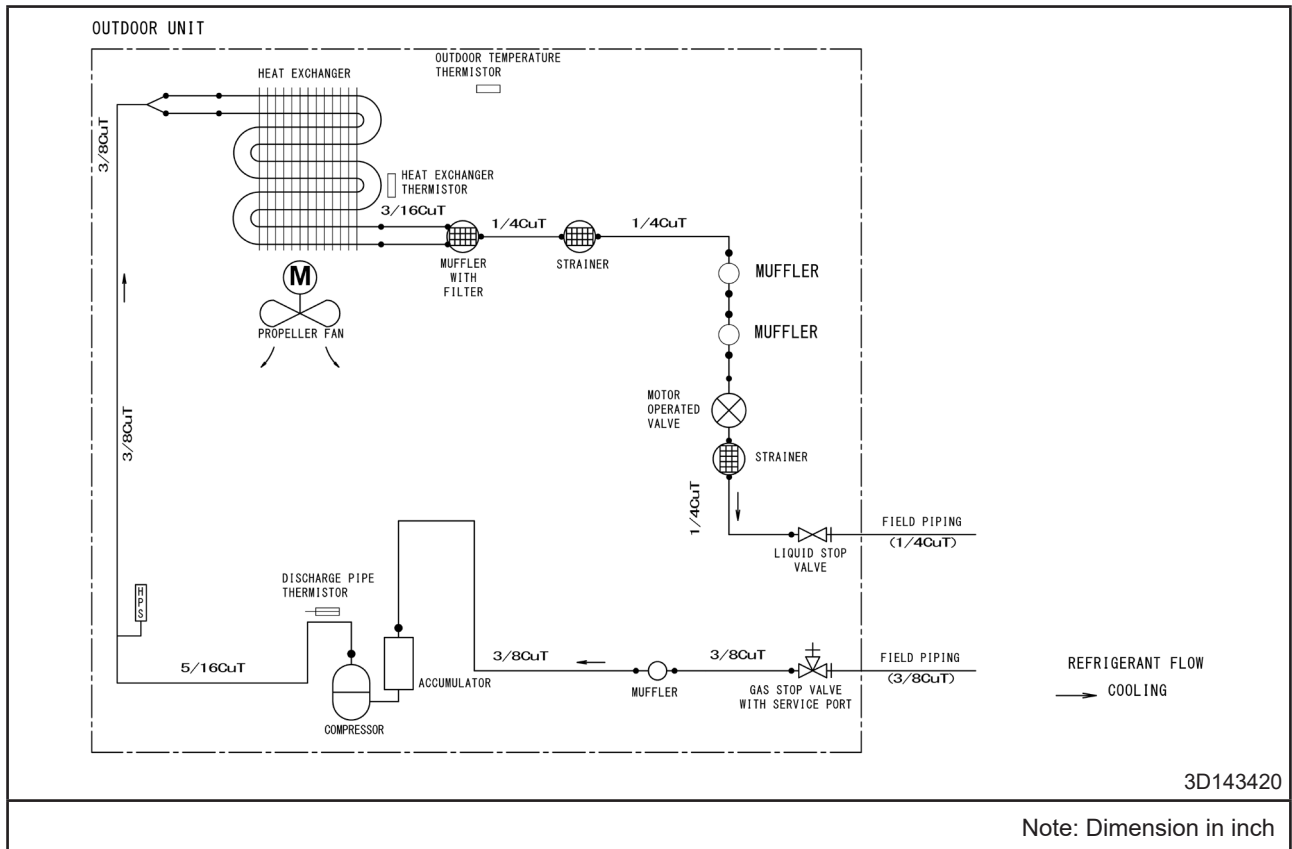 OUTDOOR UNIT
OUTDOOR TEMPERATURE
THERMISTOR
HEAT EXCHANGER
3/8CuT
HEAT EXCHANGER
THERMISTOR
3/16CuT
1/4CuT
1/4CuT
MUFFLER
WITH
FILTER
STRAINER
MUFFLER
M
PROPELLER FAN
MUFFLER
MOTOR
OPERATED
VALVE
3/8CuT
STRAINER
1/4CuT
FIELD PIPING
(1/4CuT)
LIQUID STOP
VALVE
DISCHARGE PIPE
THERMISTOR
HPS
5/16CuT
ACCUMULATOR
COMPRESSOR
3/8CuT
MUFFLER
3/8CuT
GAS STOP VALVE
WITH SERVICE PORT
FIELD PIPING
(3/8CuT)
REFRIGERANT FLOW
COOLING
3D143420
Note: Dimension in inch